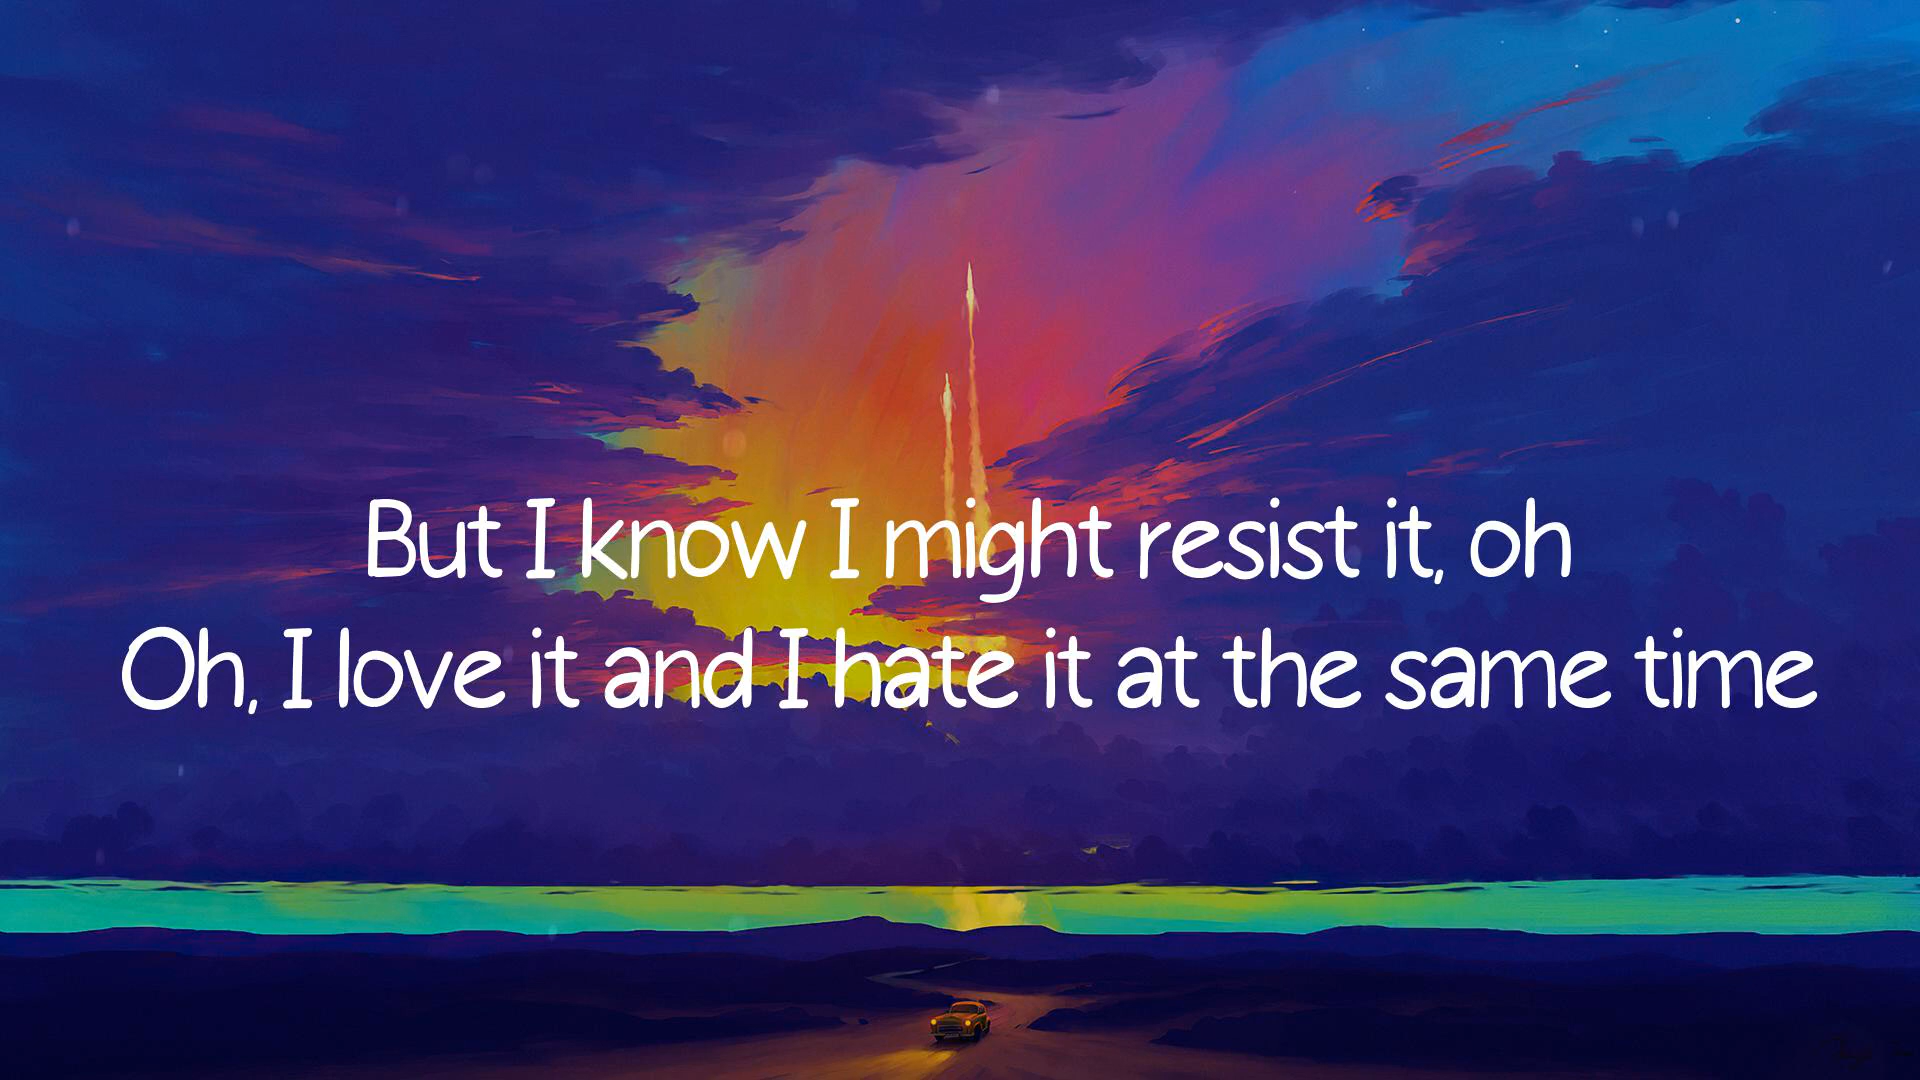 But I know I might resist it, oh
Oh, I love it and I hate it at the same time